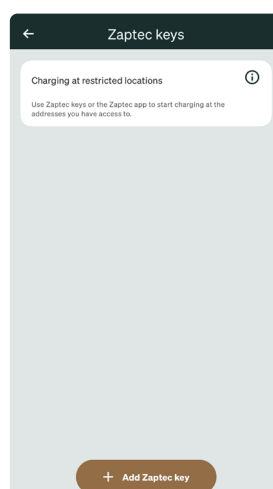 Zaptec keys
Charging at restricted locations
Use Zaptec keys or the Zaptec app to start charging at the
addresses you have access to.
Add Zaptec key